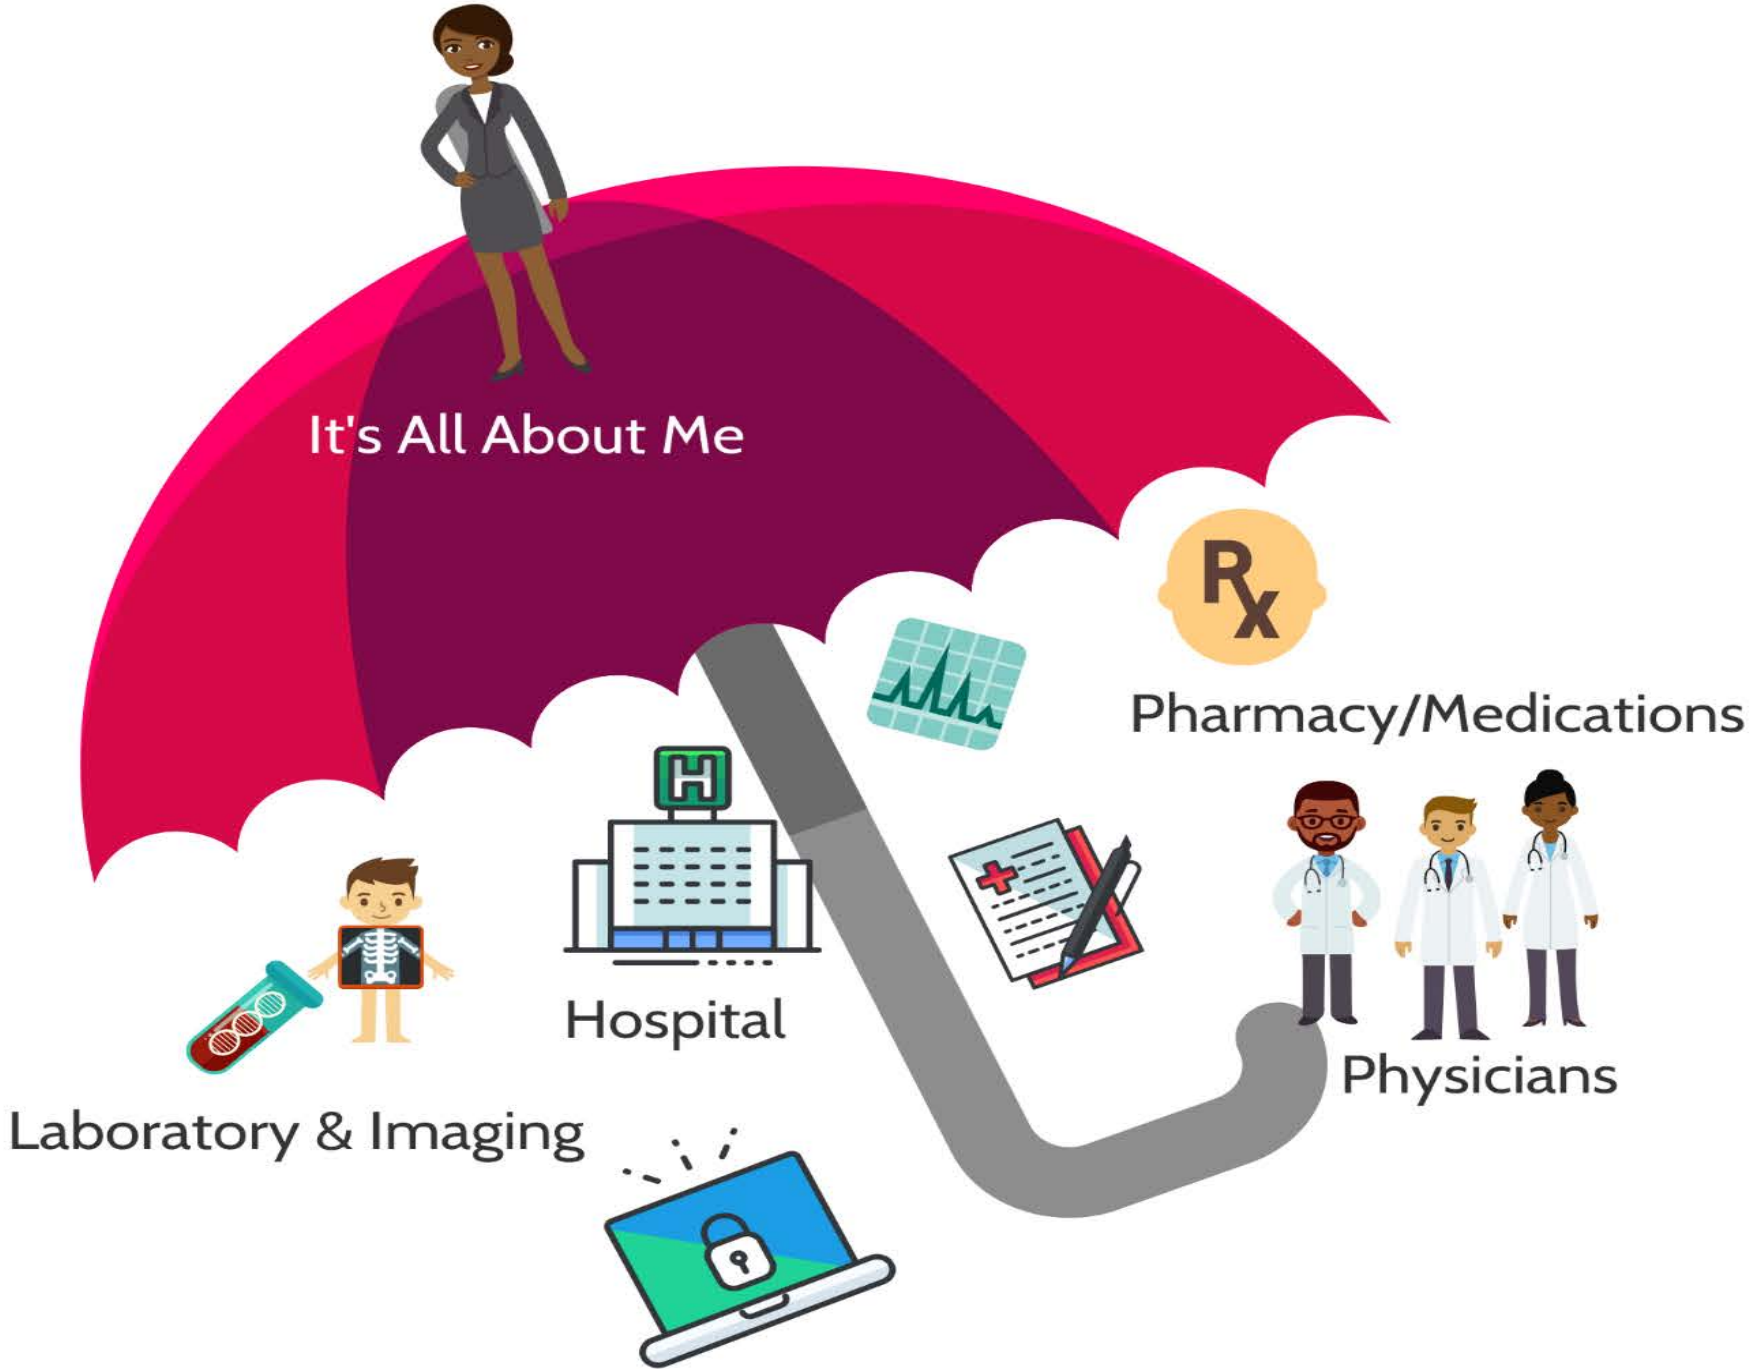 It's All About Me
Rx
Pharmacy/Medications
H
Hospital
Physicians
Laboratory & Imaging